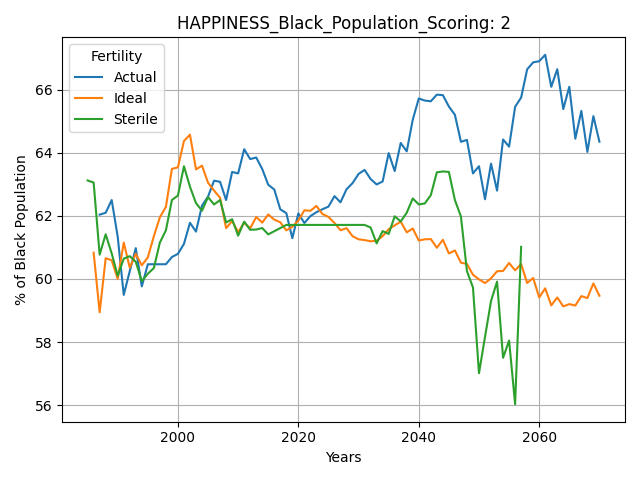 HAPPINESS_Black_Population_Scoring: 2
Fertility
Actual
Ideal
Sterile
% of Black Population
66
64
62
60
58
56
2000
2020
2040
2060
Years